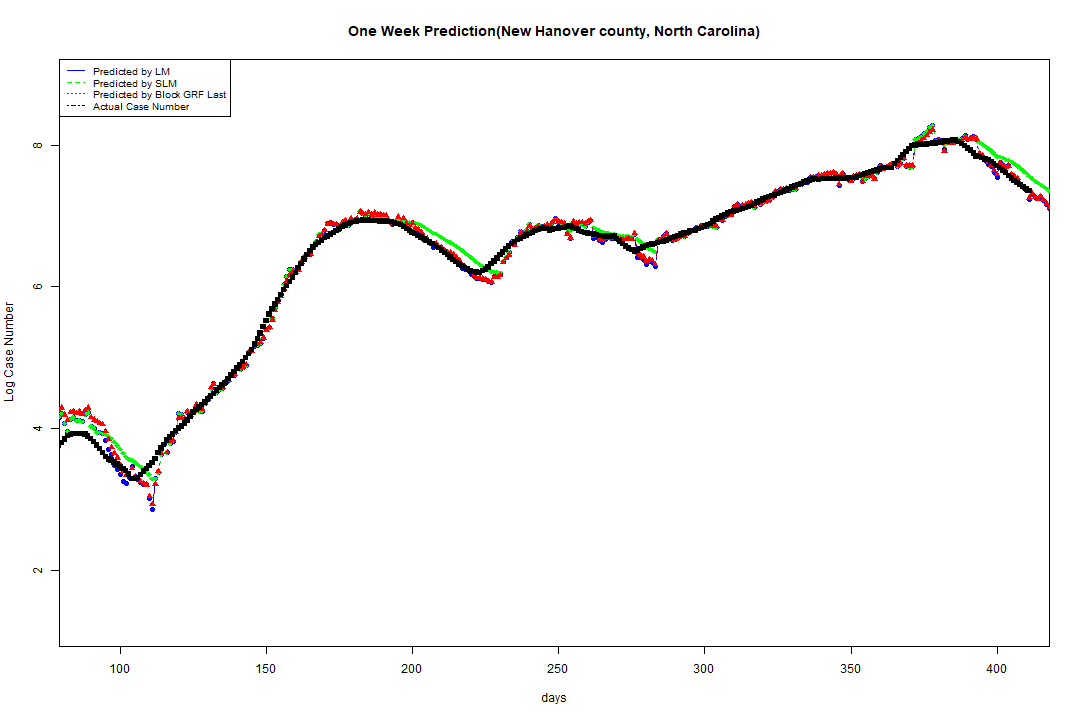 One Week Prediction(New Hanover county, North Carolina)
Predicted by LM
Predicted by SLM
Predicted by Block GRF Last
Actual Case Number
8
6
4
2
Log Case Number
100 150 200 250 300 350 400
days